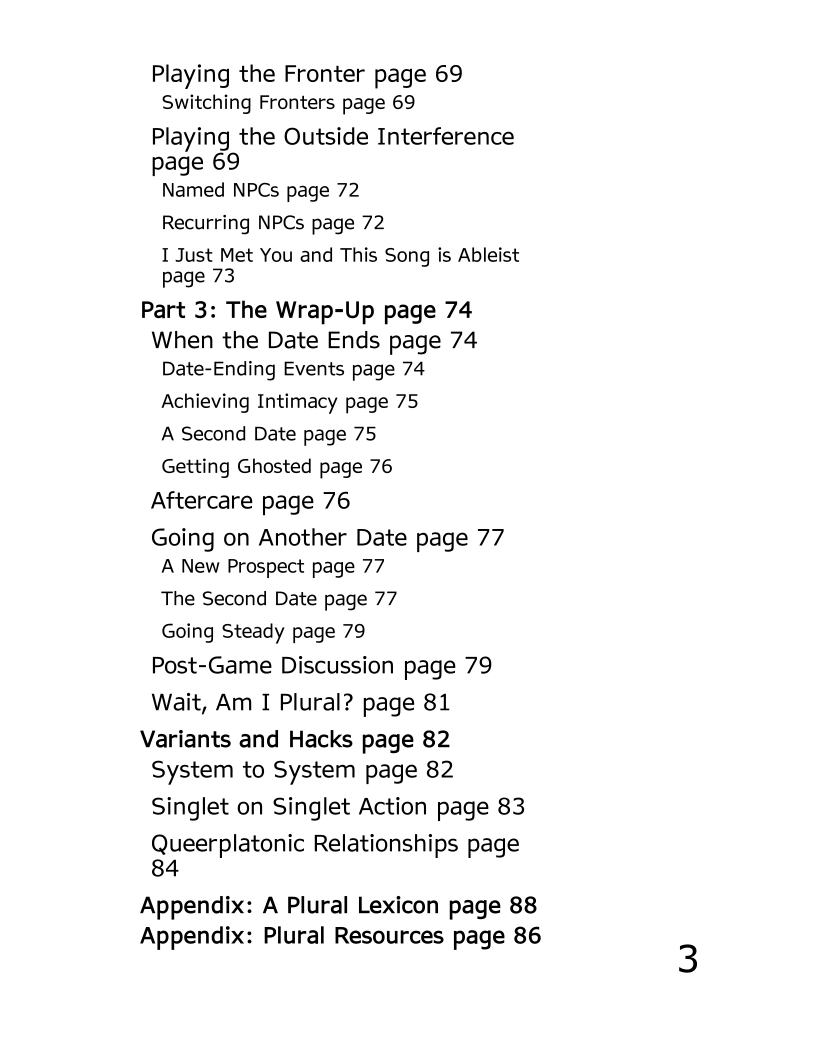 Playing the Fronter page 69
Switching Fronters page 69
Playing the Outside Interference
page 69
Named NPCs page 72
Recurring NPCs page 72
I Just Met You and This Song is Ableist
page 73
Part 3: The Wrap-Up page 74
When the Date Ends page 74
Date-Ending Events page 74
Achieving Intimacy page 75
A Second Date page 75
Getting Ghosted page 76
Aftercare page 76
Going on Another Date page 77
A New Prospect page 77
The Second Date page 77
Going Steady page 79
Post-Game Discussion page 79
Wait, Am I Plural? page 81
Variants and Hacks page 82
System to System page 82
Singlet on Singlet Action page 83
Queerplatonic Relationships page
84
Appendix: A Plural Lexicon page 88
Appendix: Plural Resources page 86
3